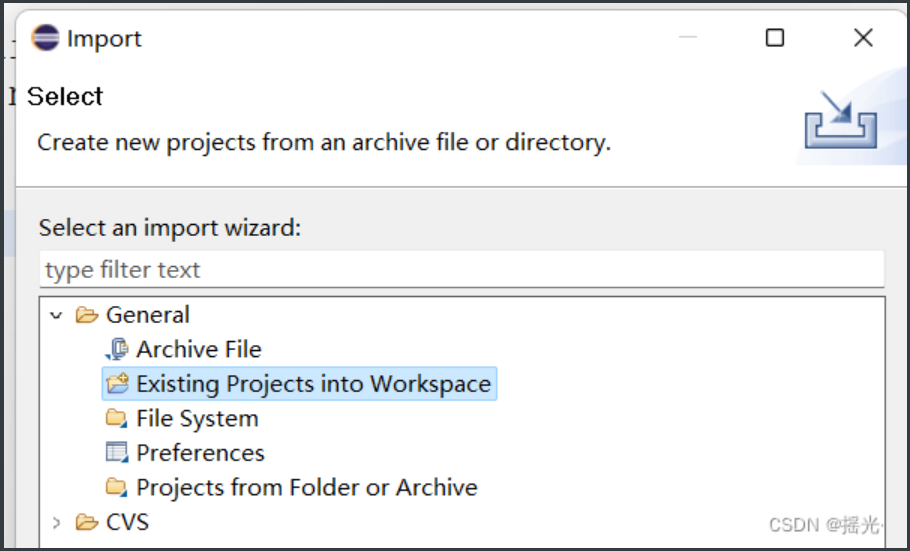 Import
Select
Create new projects from an archive file or directory.
Select an import wizard:
type filter text
General
Archive File
Existing Projects into Workspace
File System
Preferences
Projects from Folder or Archive
CVS
CSDN @摇光